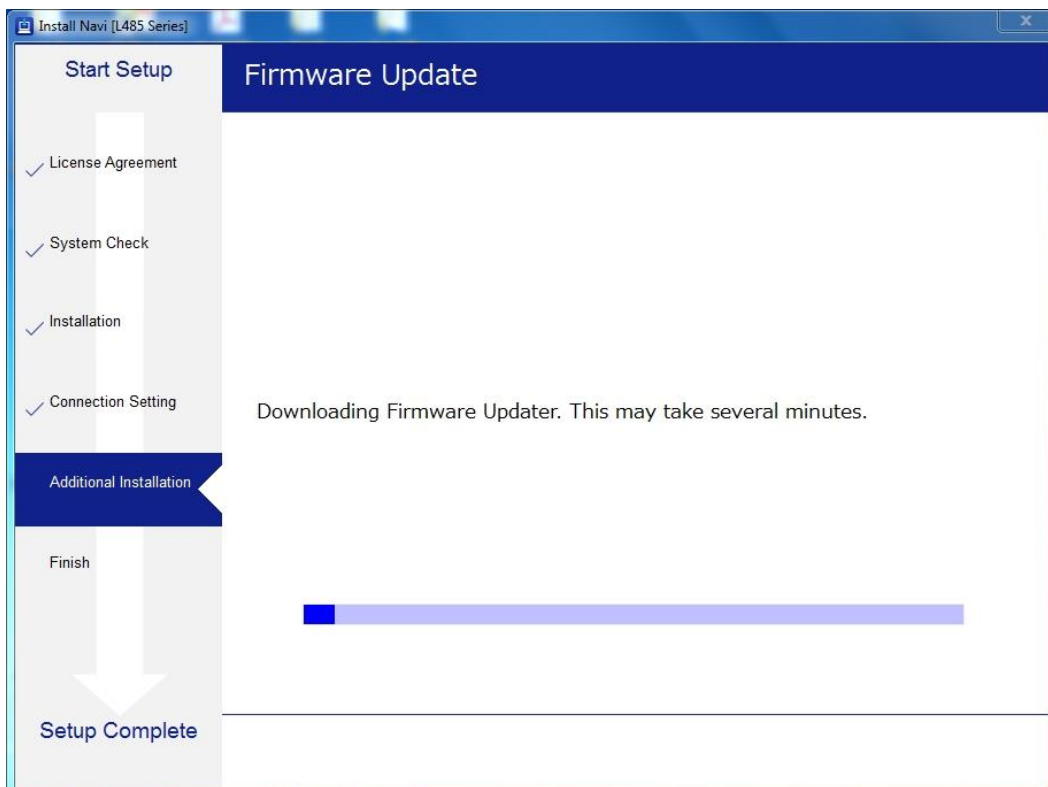 Install Navi [L485 Series]
Start Setup
License Agreement
System Check
Installation
Connection Setting
Additional Installation
Finish
Setup Complete
Firmware Update
Downloading Firmware Updater. This may take several minutes.